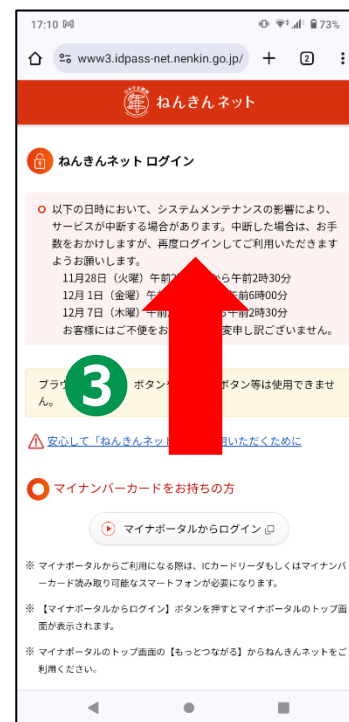 17:10 73%
www3.idpass-net.nenkin.go.jp/ 2
ねんきんネット
ねんきんネット ログイン
以下の日時において、システムメンテナンスの影響により、
サービスが中断する場合があります。中断した場合は、お手
数をおかけしますが、再度ログインしてご利用いただきます
ようお願いします。
11月28日（火曜）午前 から午前2時30分
12月 1日（金曜）午 午前6時00分
12月 7日（木曜）午前 午前2時30分
お客様にはご不便をお 変申し訳ございません。
ブラウ ボタンや ボタン等は使用できませ
ん。
3
安心して「ねんきんネット 用いただくために
マイナンバーカードをお持ちの方
マイナポータルからログイン
※ マイナポータルからご利用になる際は、ICカードリーダもしくはマイナンバ
ーカード読み取り可能なスマートフォンが必要になります。
※ 【マイナポータルからログイン】ボタンを押すとマイナポータルのトップ画
面が表示されます。
※ マイナポータルのトップ画面の【もっとつながる】からねんきんネットをご
利用ください。